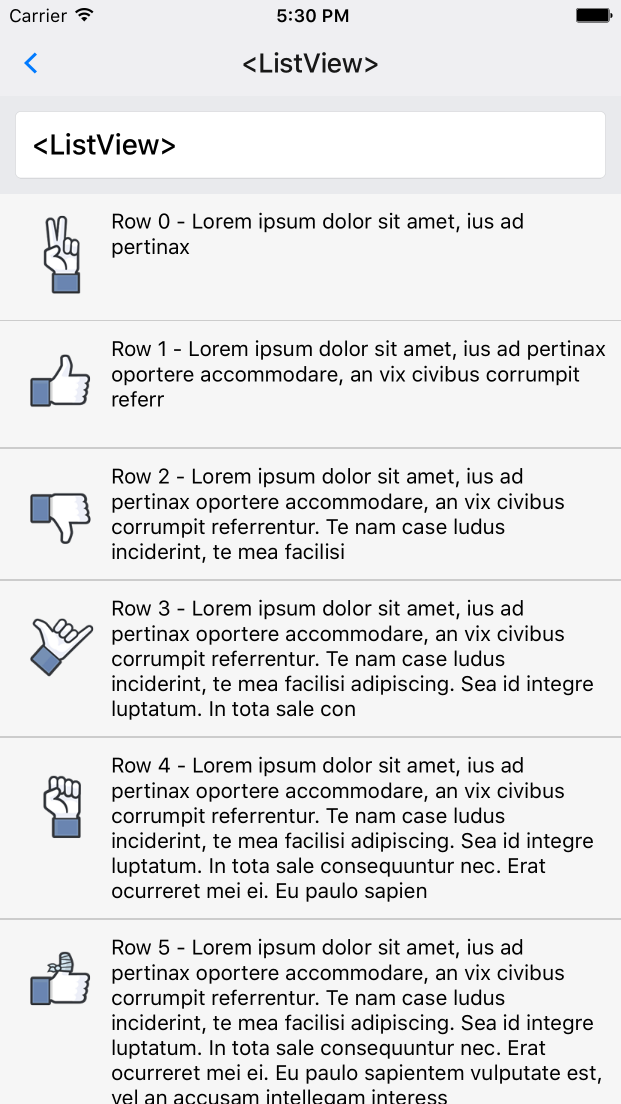 Carrier 5:30 PM
<ListView>
<ListView>
Row 0 - Lorem ipsum dolor sit amet, ius ad
pertinax
Row 1 - Lorem ipsum dolor sit amet, ius ad pertinax
oportere accommodare, an vix civibus corrumpit
referr
Row 2 - Lorem ipsum dolor sit amet, ius ad
pertinax oportere accommodare, an vix civibus
corrumpit referrentur. Te nam case ludus
inciderint, te mea facilisi
Row 3 - Lorem ipsum dolor sit amet, ius ad
pertinax oportere accommodare, an vix civibus
corrumpit referrentur. Te nam case ludus
inciderint, te mea facilisi adipiscing. Sea id integre
luptatum. In tota sale con
Row 4 - Lorem ipsum dolor sit amet, ius ad
pertinax oportere accommodare, an vix civibus
corrumpit referrentur. Te nam case ludus
inciderint, te mea facilisi adipiscing. Sea id integre
luptatum. In tota sale consequuntur nec. Erat
ocurreret mei ei. Eu paulo sapien
Row 5 - Lorem ipsum dolor sit amet, ius ad
pertinax oportere accommodare, an vix civibus
corrumpit referrentur. Te nam case ludus
inciderint, te mea facilisi adipiscing. Sea id integre
luptatum. In tota sale consequuntur nec. Erat
ocurreret mei ei. Eu paulo sapientem vulputate est,
vel an accusam intellegam interess